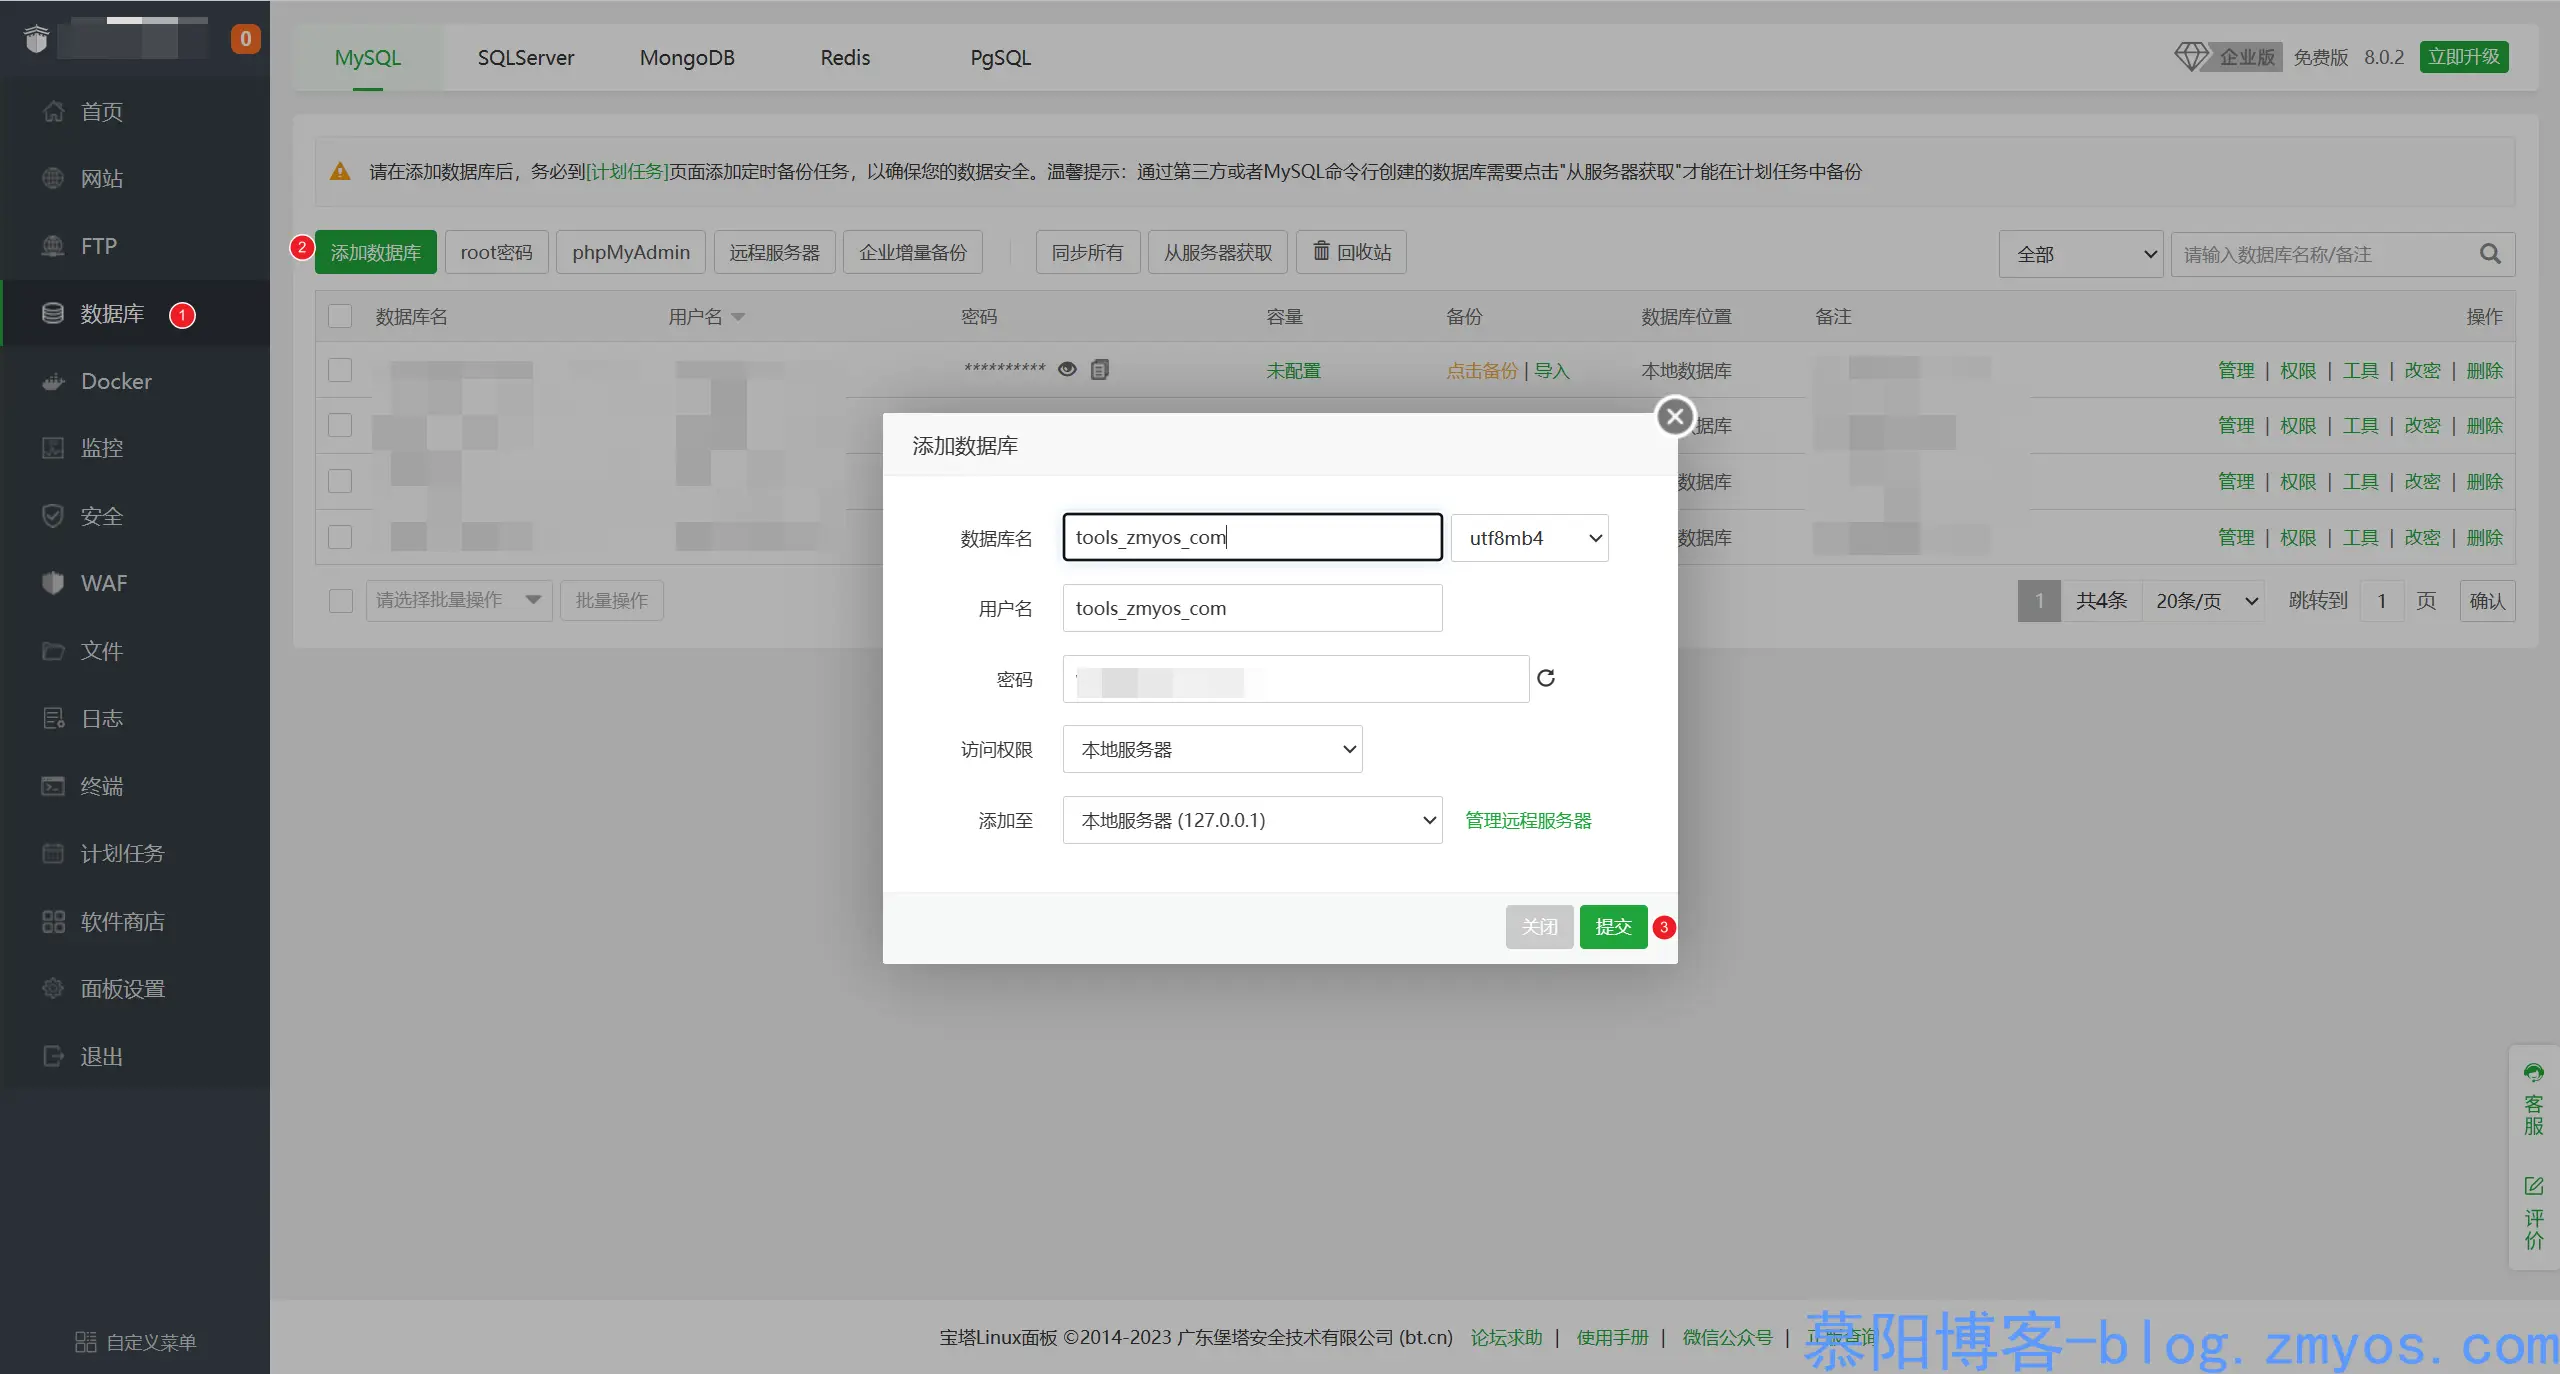 0
首页
网站
FTP
数据库 1
Docker
监控
安全
WAF
文件
日志
终端
计划任务
软件商店
面板设置
退出
自定义菜单
MySQL SQLServer MongoDB Redis PgSQL
企业版 免费版 8.0.2 立即升级
请在添加数据库后，务必到[计划任务]页面添加定时备份任务，以确保您的数据安全。温馨提示：通过第三方或者MySQL命令行创建的数据库需要点击"从服务器获取"才能在计划任务中备份
2 添加数据库 root密码 phpMyAdmin 远程服务器 企业增量备份 同步所有 从服务器获取 回收站 全部 请输入数据库名称/备注
数据库名 用户名 密码 容量 备份 数据库位置 备注 操作
********** 未配置 点击备份 | 导入 本地数据库 管理 | 权限 | 工具 | 改密 | 删除
据库 管理 | 权限 | 工具 | 改密 | 删除
数据库 管理 | 权限 | 工具 | 改密 | 删除
数据库 管理 | 权限 | 工具 | 改密 | 删除
请选择批量操作 批量操作 1 共4条 20条/页 跳转到 1 页 确认
添加数据库
数据库名 tools_zmyos_com utf8mb4
用户名 tools_zmyos_com
密码
访问权限 本地服务器
添加至 本地服务器 (127.0.0.1) 管理远程服务器
关闭 提交 3
客服
评价
宝塔Linux面板 ©2014-2023 广东堡塔安全技术有限公司 (bt.cn) 论坛求助 | 使用手册 | 微信公众号 | 正版查询
慕阳博客-blog.zmyos.com